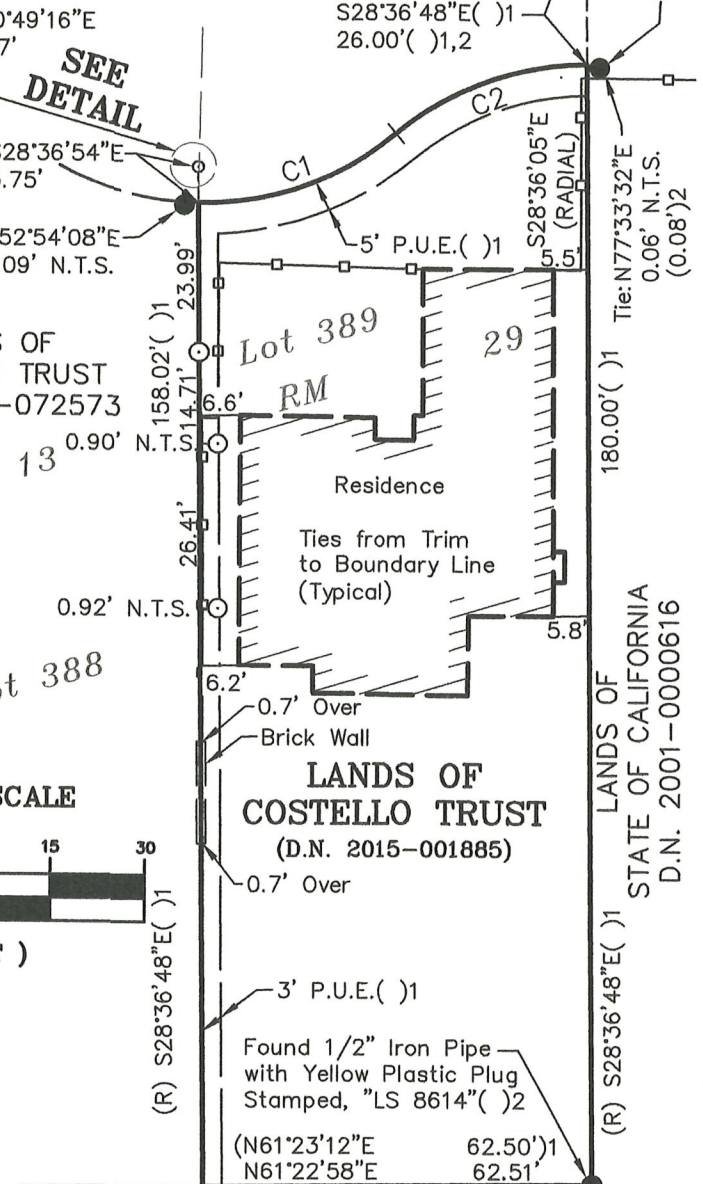 0°49'16"E
7'
SEE
DETAIL
S28°36'48"E( )1
26.00'( )1,2
S28°36'54"E
.75'
52°54'08"E
09' N.T.S.
C1
C2
5' P.U.E.( )1
S28°36'05"E
(RADIAL)
5.5'
Tie: N77°33'32"E
0.06' N.T.S.
(0.08')2
23.99'
158.02'( )1
14.71'
6.6'
Lot 389
RM
29
180.00'( )1
S OF
TRUST
-072573
13
0.90' N.T.S.
26.41'
Residence
Ties from Trim
to Boundary Line
(Typical)
0.92' N.T.S.
5.8'
t 388
6.2'
0.7' Over
Brick Wall
LANDS OF
COSTELLO TRUST
(D.N. 2015-001885)
0.7' Over
LANDS OF
STATE OF CALIFORNIA
D.N. 2001-0000616
SCALE
15 30
)
(R) S28°36'48"E( )1
3' P.U.E.( )1
(R) S28°36'48"E( )1
Found 1/2" Iron Pipe
with Yellow Plastic Plug
Stamped, "LS 8614"( )2
(N61°23'12"E 62.50')1
N61°22'58"E 62.51'